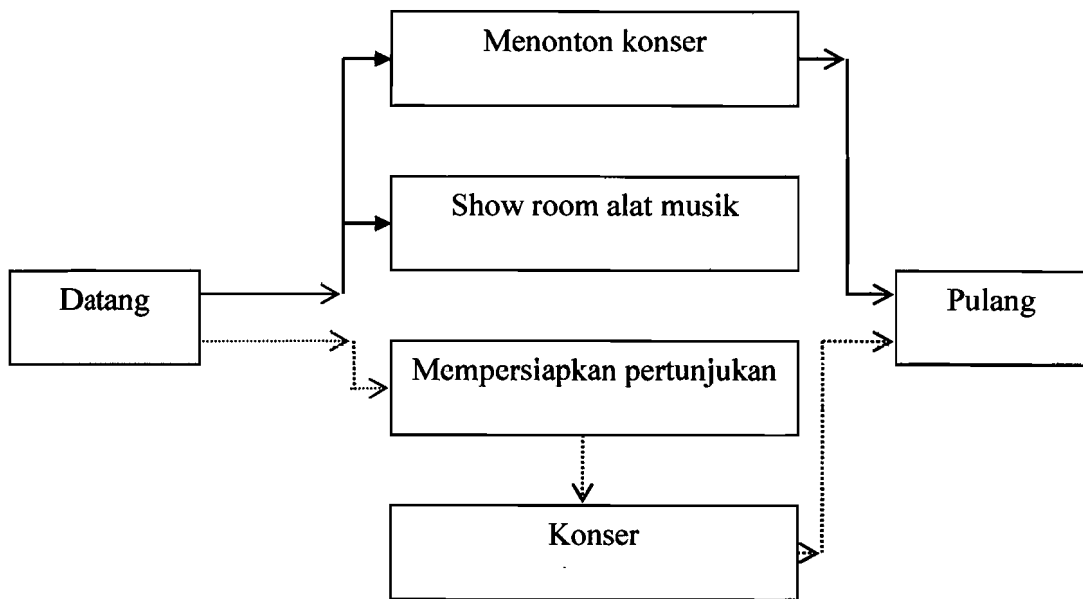 Menonton konser
Show room alat musik
Datang
Pulang
Mempersiapkan pertunjukan
Konser